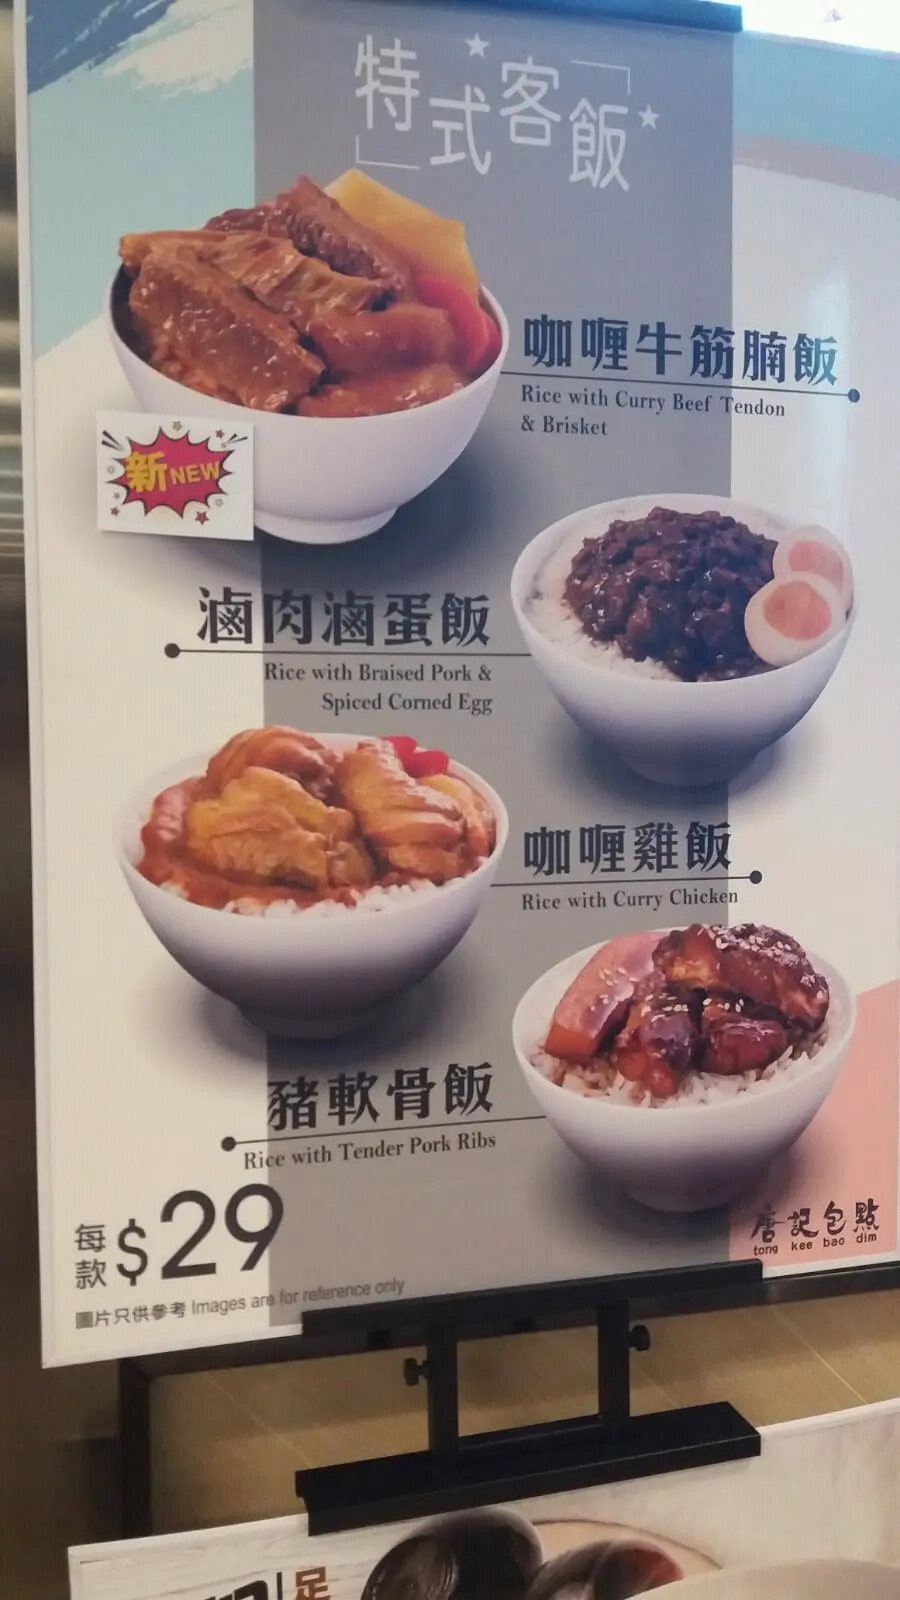 特式客飯
咖喱牛筋腩飯
Rice with Curry Beef Tendon
& Brisket
新 NEW
滷肉滷蛋飯
Rice with Braised Pork &
Spiced Corned Egg
咖喱雞飯
Rice with Curry Chicken
豬軟骨飯
Rice with Tender Pork Ribs
每款 $29
圖片只供參考 Images are for reference only
唐記包點
tong kee bao dim
足